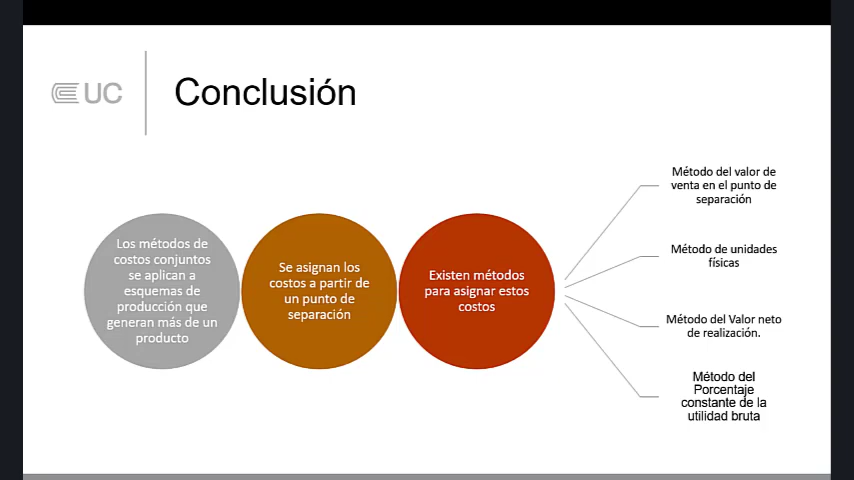 UC
Conclusión
Los métodos de
costos conjuntos
se aplican a
esquemas de
producción que
generan más de un
producto
Se asignan los
costos a partir de
un punto de
separación
Existen métodos
para asignar estos
costos
Método del valor de
venta en el punto de
separación
Método de unidades
físicas
Método del Valor neto
de realización.
Método del
Porcentaje
constante de la
utilidad bruta